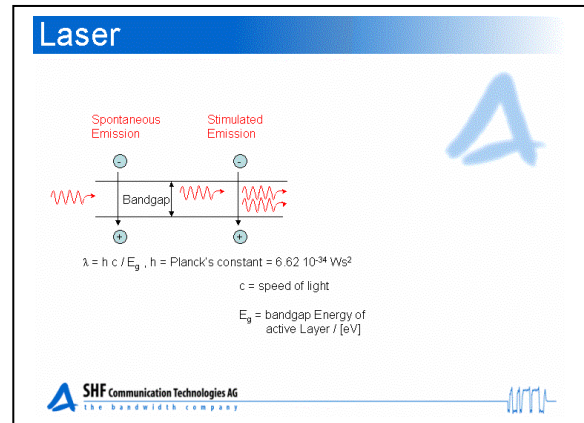 Laser
Spontaneous Stimulated
Emission Emission
- -
Bandgap
+ +
λ = h c / Eg , h = Planck's constant = 6.62 10⁻³⁴ Ws²
c = speed of light
Eg = bandgap Energy of
active Layer / [eV]
SHF Communication Technologies AG
the bandwidth company